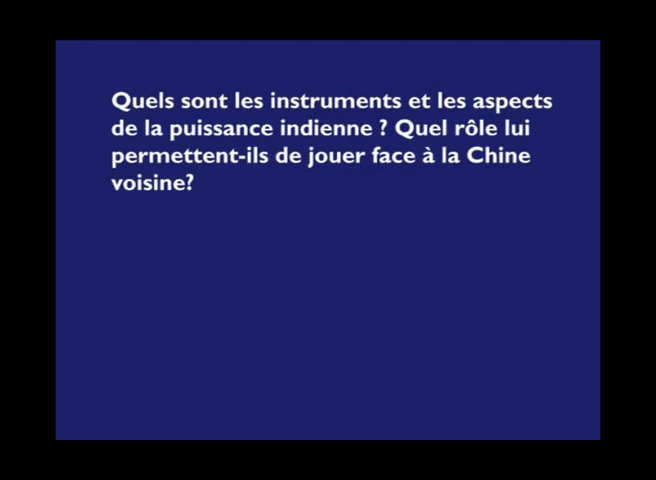 Quels sont les instruments et les aspects
de la puissance indienne ? Quel rôle lui
permettent-ils de jouer face à la Chine
voisine?